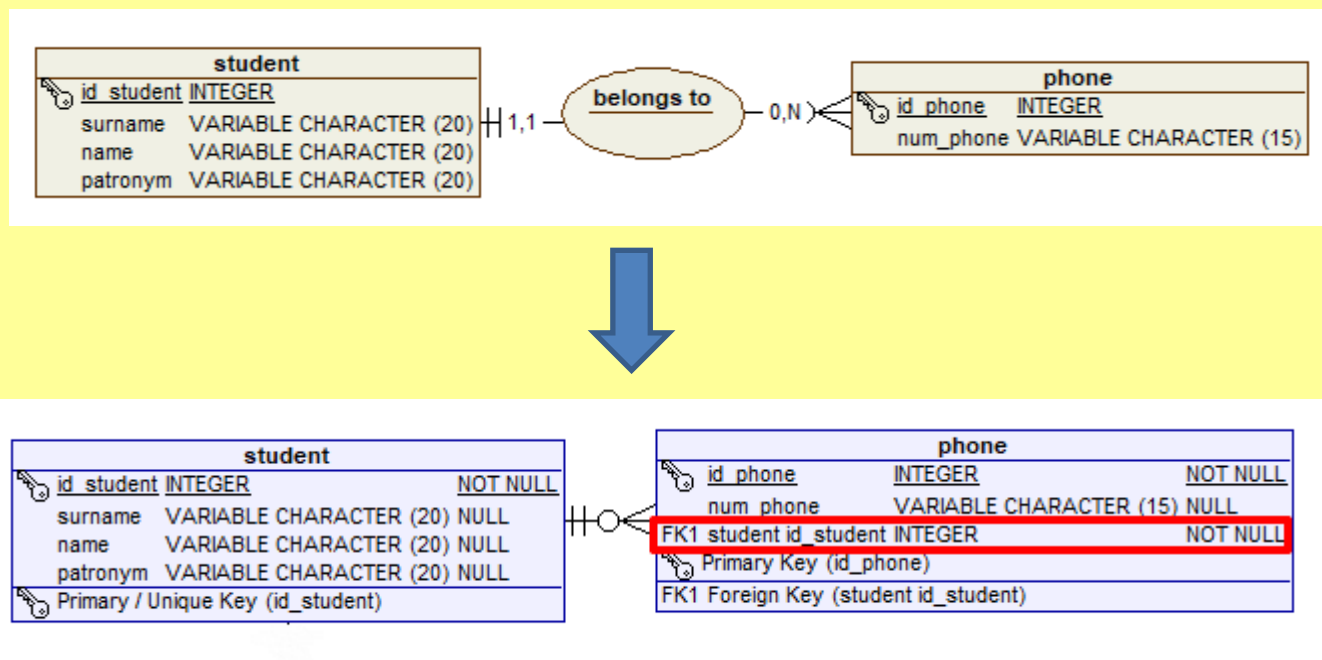 student
id_student INTEGER
surname VARIABLE CHARACTER (20)
name VARIABLE CHARACTER (20)
patronym VARIABLE CHARACTER (20)
1,1
belongs to
0,N
phone
id_phone INTEGER
num_phone VARIABLE CHARACTER (15)
student
id_student INTEGER NOT NULL
surname VARIABLE CHARACTER (20) NULL
name VARIABLE CHARACTER (20) NULL
patronym VARIABLE CHARACTER (20) NULL
Primary / Unique Key (id_student)
phone
id_phone INTEGER NOT NULL
num_phone VARIABLE CHARACTER (15) NULL
FK1 student id_student INTEGER NOT NULL
Primary Key (id_phone)
FK1 Foreign Key (student id_student)